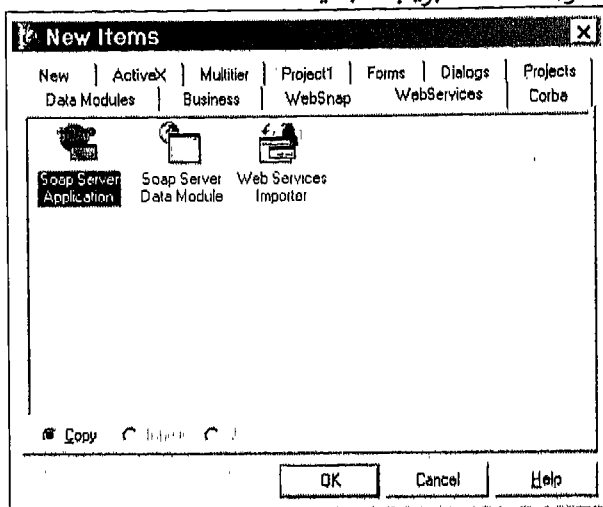 New Items
New ActiveX Multitier Project1 Forms Dialogs Projects
Data Modules Business WebSnap WebServices Corba
Soap Server Application
Soap Server Data Module
Web Services Importer
Copy
OK Cancel Help